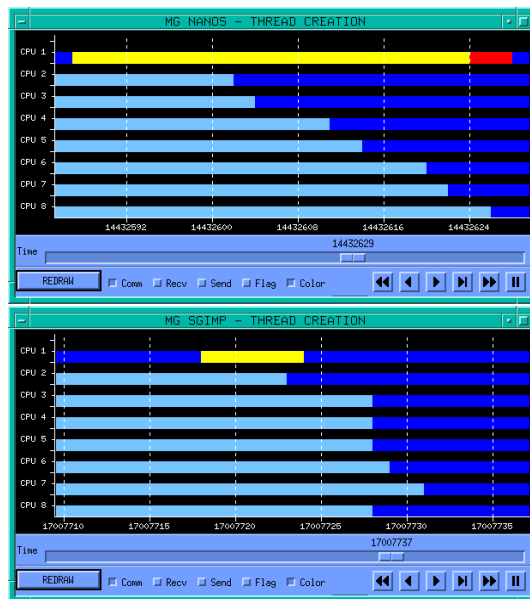 MG NANOS - THREAD CREATION
CPU 1
CPU 2
CPU 3
CPU 4
CPU 5
CPU 6
CPU 7
CPU 8
14432592 14432600 14432608 14432616 14432624
14432629
Time
REDRAW Comm Recv Send Flag Color
MG SGIMP - THREAD CREATION
CPU 1
CPU 2
CPU 3
CPU 4
CPU 5
CPU 6
CPU 7
CPU 8
17007710 17007715 17007720 17007725 17007730 17007735
17007737
Time
REDRAW Comm Recv Send Flag Color